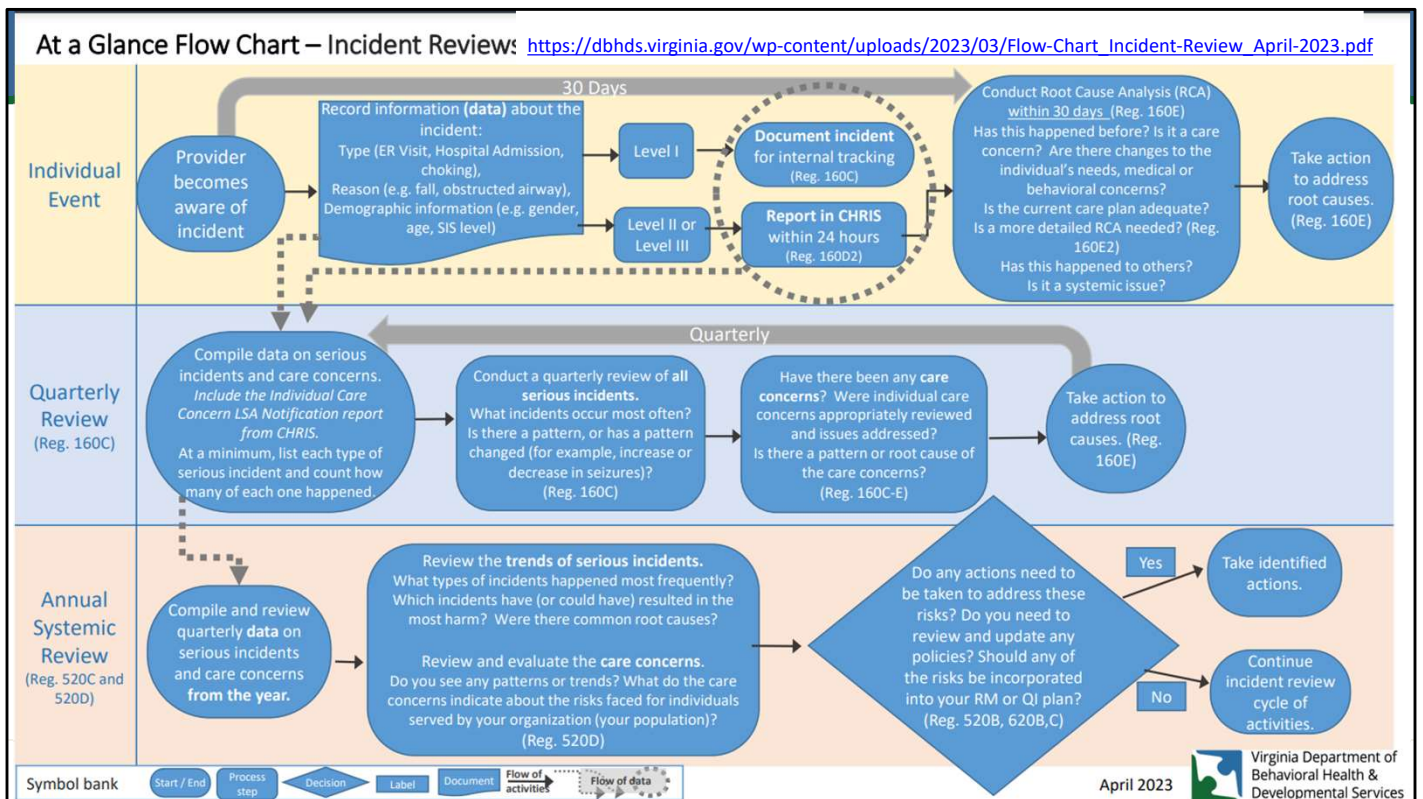 At a Glance Flow Chart – Incident Reviews
https://dbhds.virginia.gov/wp-content/uploads/2023/03/Flow-Chart_Incident-Review_April-2023.pdf
30 Days
Individual
Event
Provider
becomes
aware of
incident
Record information (data) about the
incident:
Type (ER Visit, Hospital Admission,
choking),
Reason (e.g. fall, obstructed airway),
Demographic information (e.g. gender,
age, SIS level)
Level I
Level II or
Level III
Document incident
for internal tracking
(Reg. 160C)
Report in CHRIS
within 24 hours
(Reg. 160D2)
Conduct Root Cause Analysis (RCA)
within 30 days (Reg. 160E)
Has this happened before? Is it a care
concern? Are there changes to the
individual's needs, medical or
behavioral concerns?
Is the current care plan adequate?
Is a more detailed RCA needed? (Reg.
160E2)
Has this happened to others?
Is it a systemic issue?
Take action
to address
root causes.
(Reg. 160E)
Quarterly
Quarterly
Review
(Reg. 160C)
Compile data on serious
incidents and care concerns.
Include the Individual Care
Concern LSA Notification report
from CHRIS.
At a minimum, list each type of
serious incident and count how
many of each one happened.
Conduct a quarterly review of all
serious incidents.
What incidents occur most often?
Is there a pattern, or has a pattern
changed (for example, increase or
decrease in seizures)?
(Reg. 160C)
Have there been any care
concerns? Were individual care
concerns appropriately reviewed
and issues addressed?
Is there a pattern or root cause of
the care concerns?
(Reg. 160C-E)
Take action to
address root
causes. (Reg.
160E)
Annual
Systemic
Review
(Reg. 520C and
520D)
Compile and review
quarterly data on
serious incidents
and care concerns
from the year.
Review the trends of serious incidents.
What types of incidents happened most frequently?
Which incidents have (or could have) resulted in the
most harm? Were there common root causes?
Review and evaluate the care concerns.
Do you see any patterns or trends? What do the care
concerns indicate about the risks faced for individuals
served by your organization (your population)?
(Reg. 520D)
Do any actions need to
be taken to address these
risks? Do you need to
review and update any
policies? Should any of
the risks be incorporated
into your RM or QI plan?
(Reg. 520B, 620B,C)
Yes
Take identified
actions.
No
Continue
incident review
cycle of
activities.
Symbol bank
Start / End
Process
step
Decision
Label
Document
Flow of
activities
Flow of data
April 2023
Virginia Department of
Behavioral Health &
Developmental Services